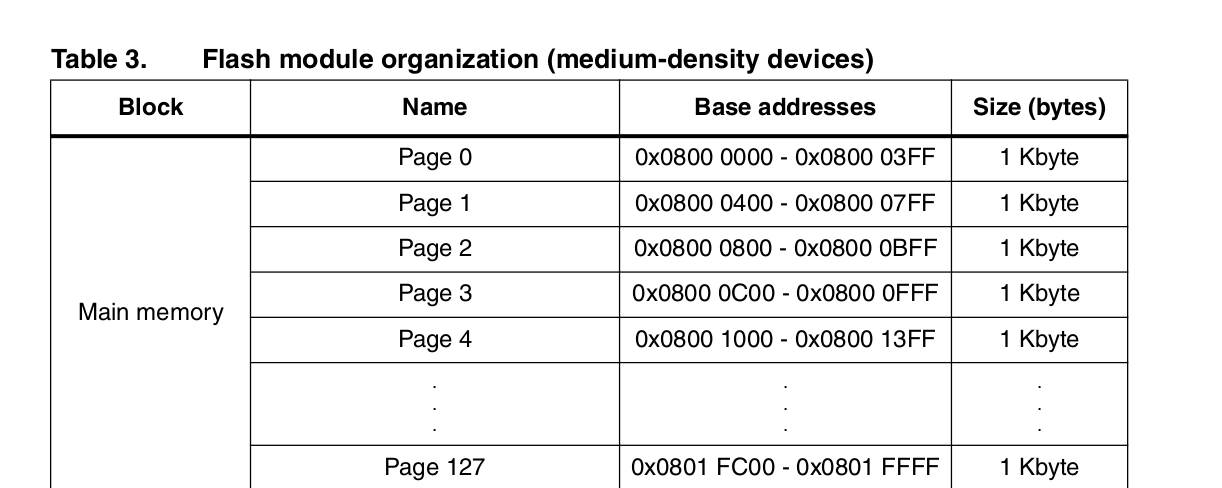 Table 3. Flash module organization (medium-density devices)
Block Name Base addresses Size (bytes)
Page 0 0x0800 0000 - 0x0800 03FF 1 Kbyte
Page 1 0x0800 0400 - 0x0800 07FF 1 Kbyte
Page 2 0x0800 0800 - 0x0800 0BFF 1 Kbyte
Page 3 0x0800 0C00 - 0x0800 0FFF 1 Kbyte
Main memory
Page 4 0x0800 1000 - 0x0800 13FF 1 Kbyte
. . .
. . .
. . .
Page 127 0x0801 FC00 - 0x0801 FFFF 1 Kbyte